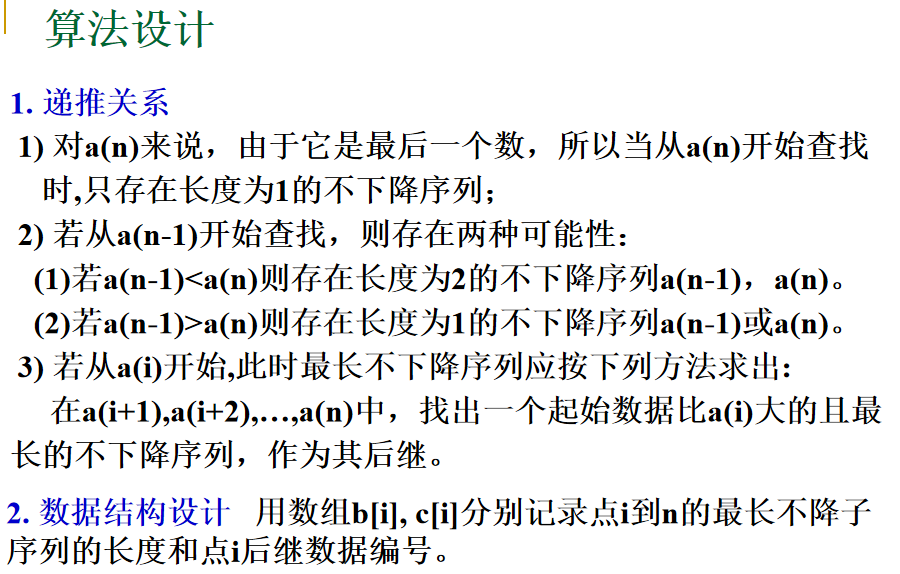 算法设计
1. 递推关系
1) 对a(n)来说，由于它是最后一个数，所以当从a(n)开始查找
时,只存在长度为1的不下降序列；
2) 若从a(n-1)开始查找，则存在两种可能性：
(1)若a(n-1)<a(n)则存在长度为2的不下降序列a(n-1)，a(n)。
(2)若a(n-1)>a(n)则存在长度为1的不下降序列a(n-1)或a(n)。
3) 若从a(i)开始,此时最长不下降序列应按下列方法求出：
在a(i+1),a(i+2),…,a(n)中，找出一个起始数据比a(i)大的且最
长的不下降序列，作为其后继。
2. 数据结构设计 用数组b[i], c[i]分别记录点i到n的最长不降子
序列的长度和点i后继数据编号。